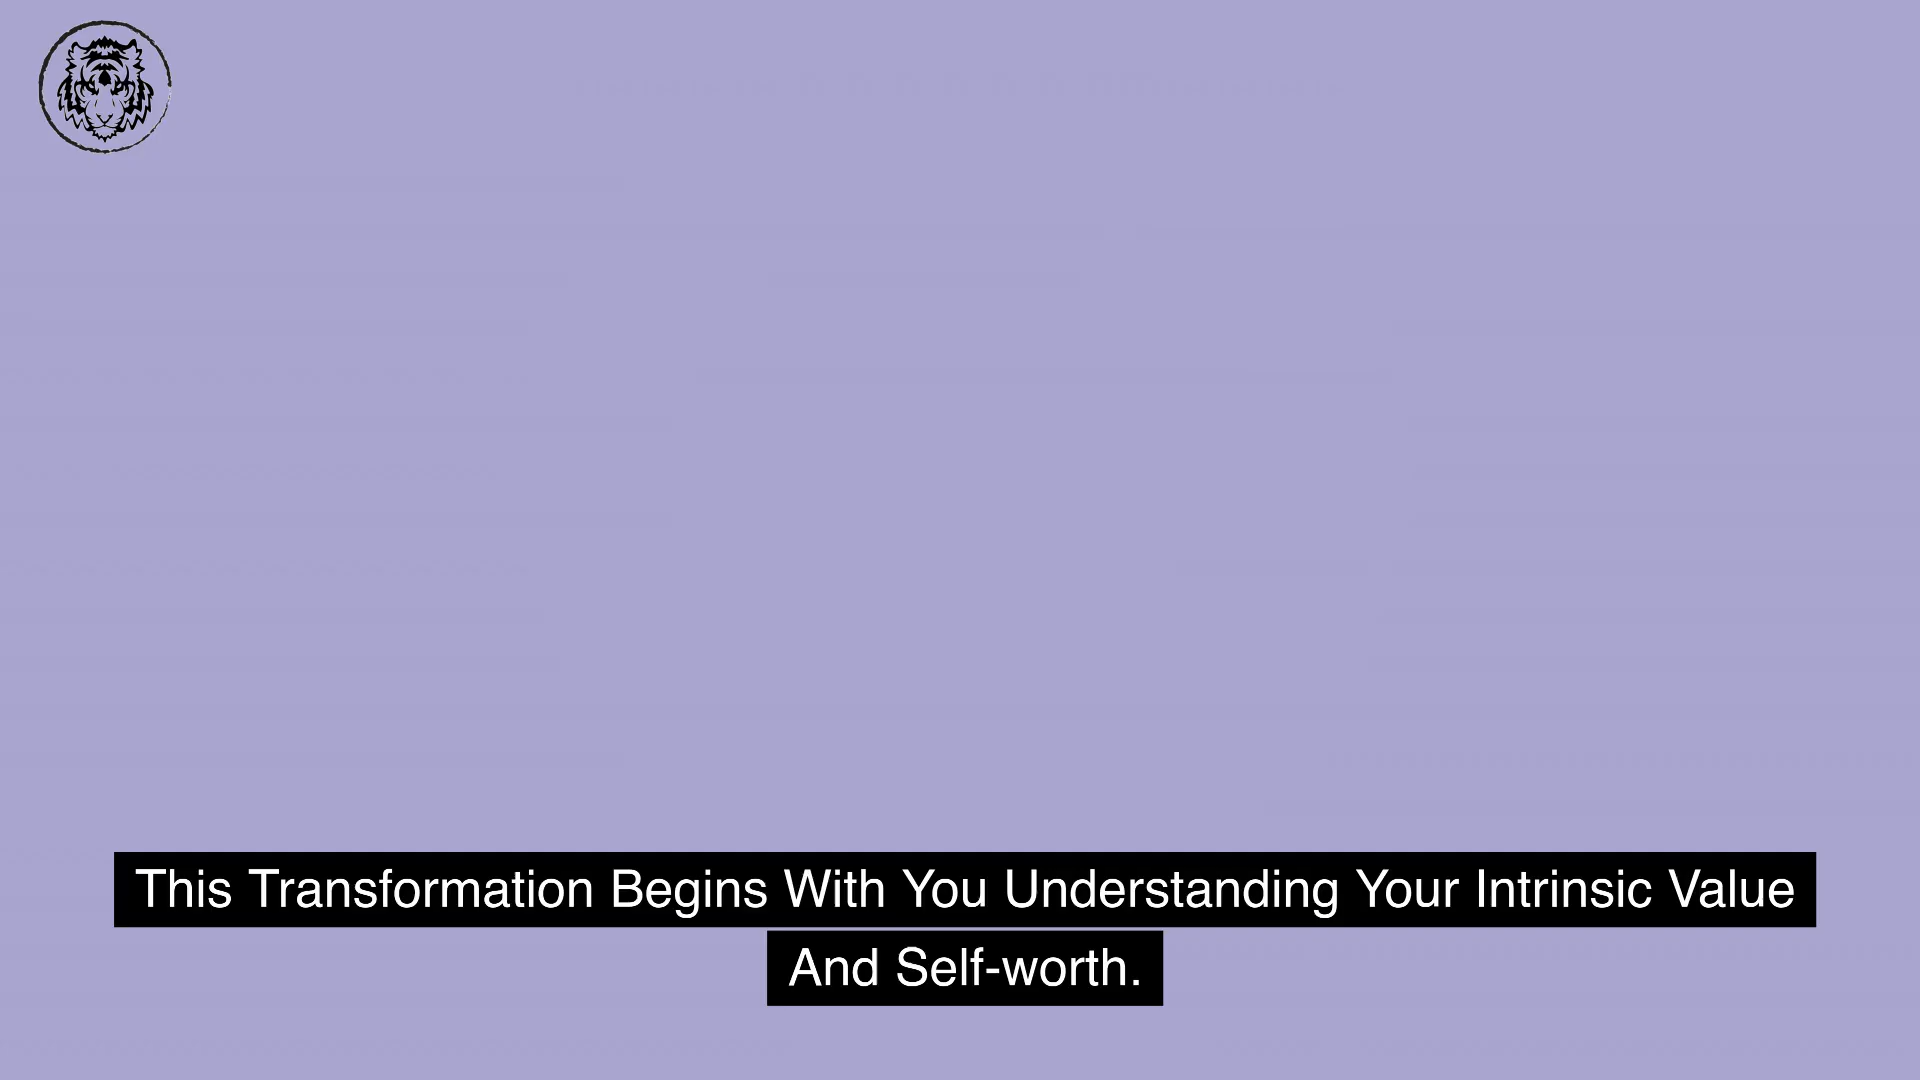 This Transformation Begins With You Understanding Your Intrinsic Value
And Self-worth.